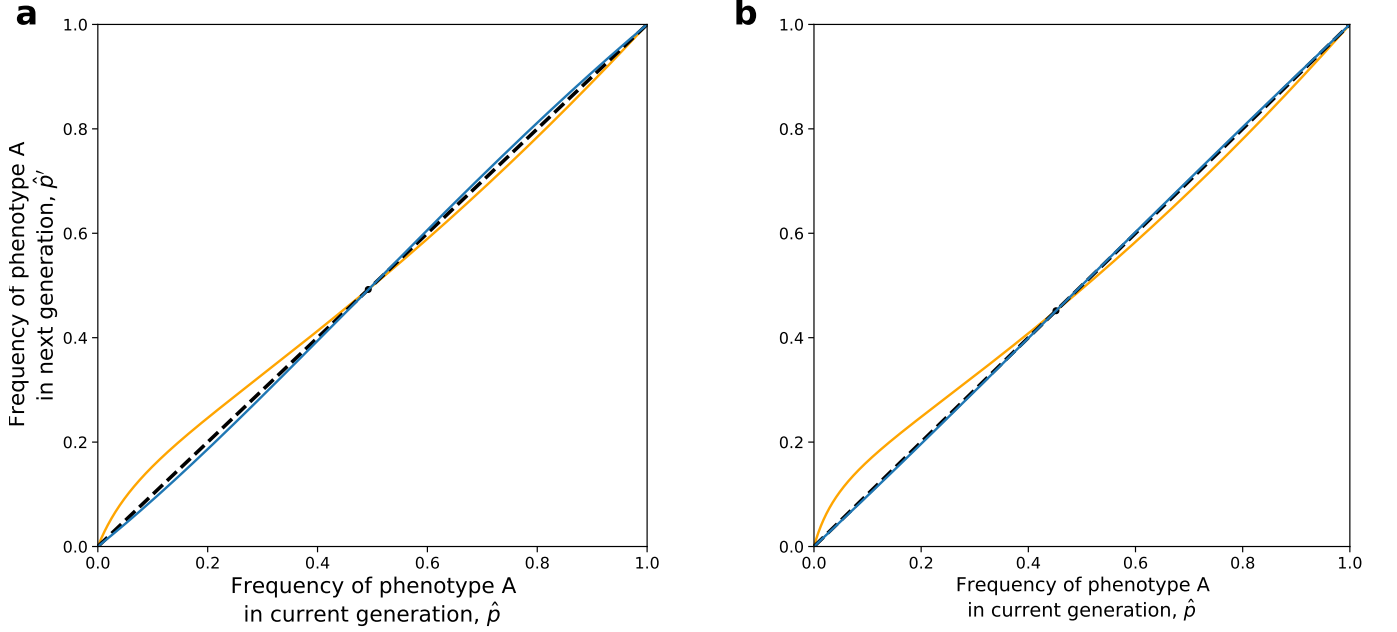 a
1.0
0.8
0.6
0.4
0.2
0.0
Frequency of phenotype A
in next generation, p̂′
0.0 0.2 0.4 0.6 0.8 1.0
Frequency of phenotype A
in current generation, p̂
b
1.0
0.8
0.6
0.4
0.2
0.0
0.0 0.2 0.4 0.6 0.8 1.0
Frequency of phenotype A
in current generation, p̂